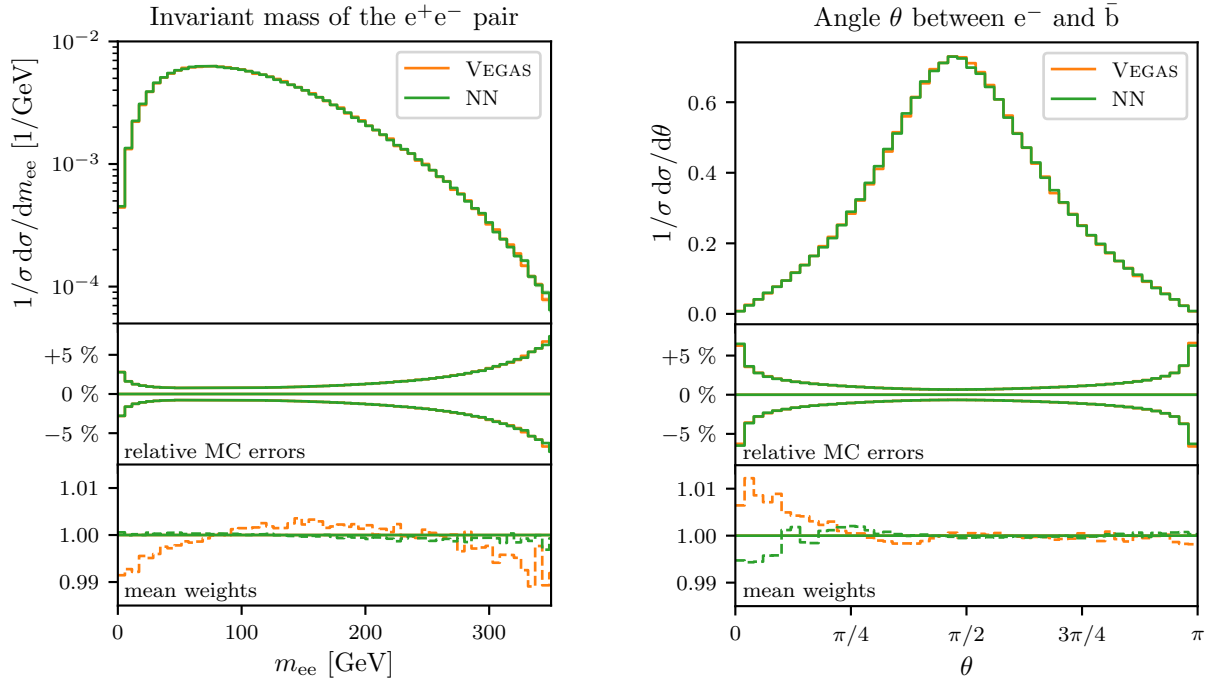 Invariant mass of the e⁺e⁻ pair
1/σ dσ/dm_ee [1/GeV]
10⁻²
10⁻³
10⁻⁴
VEGAS
NN
+5 %
0 %
−5 %
relative MC errors
1.01
1.00
0.99
mean weights
0 100 200 300
m_ee [GeV]
Angle θ between e⁻ and b̄
1/σ dσ/dθ
0.6
0.4
0.2
0.0
VEGAS
NN
+5 %
0 %
−5 %
relative MC errors
1.01
1.00
0.99
mean weights
0 π/4 π/2 3π/4 π
θ